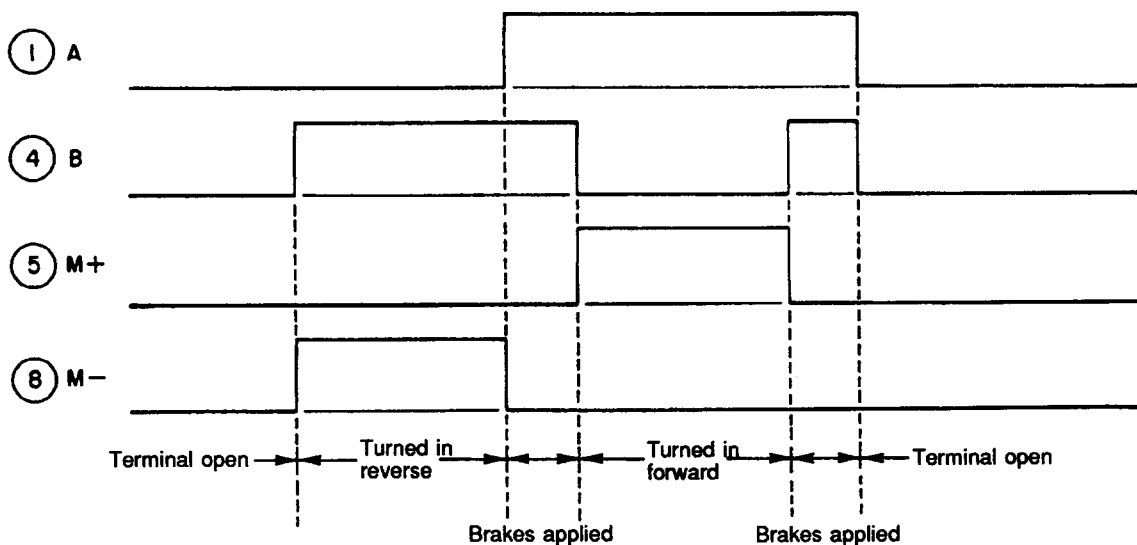 1 A
4 B
5 M+
8 M−
Terminal open
Turned in
reverse
Turned in
forward
Terminal open
Brakes applied
Brakes applied